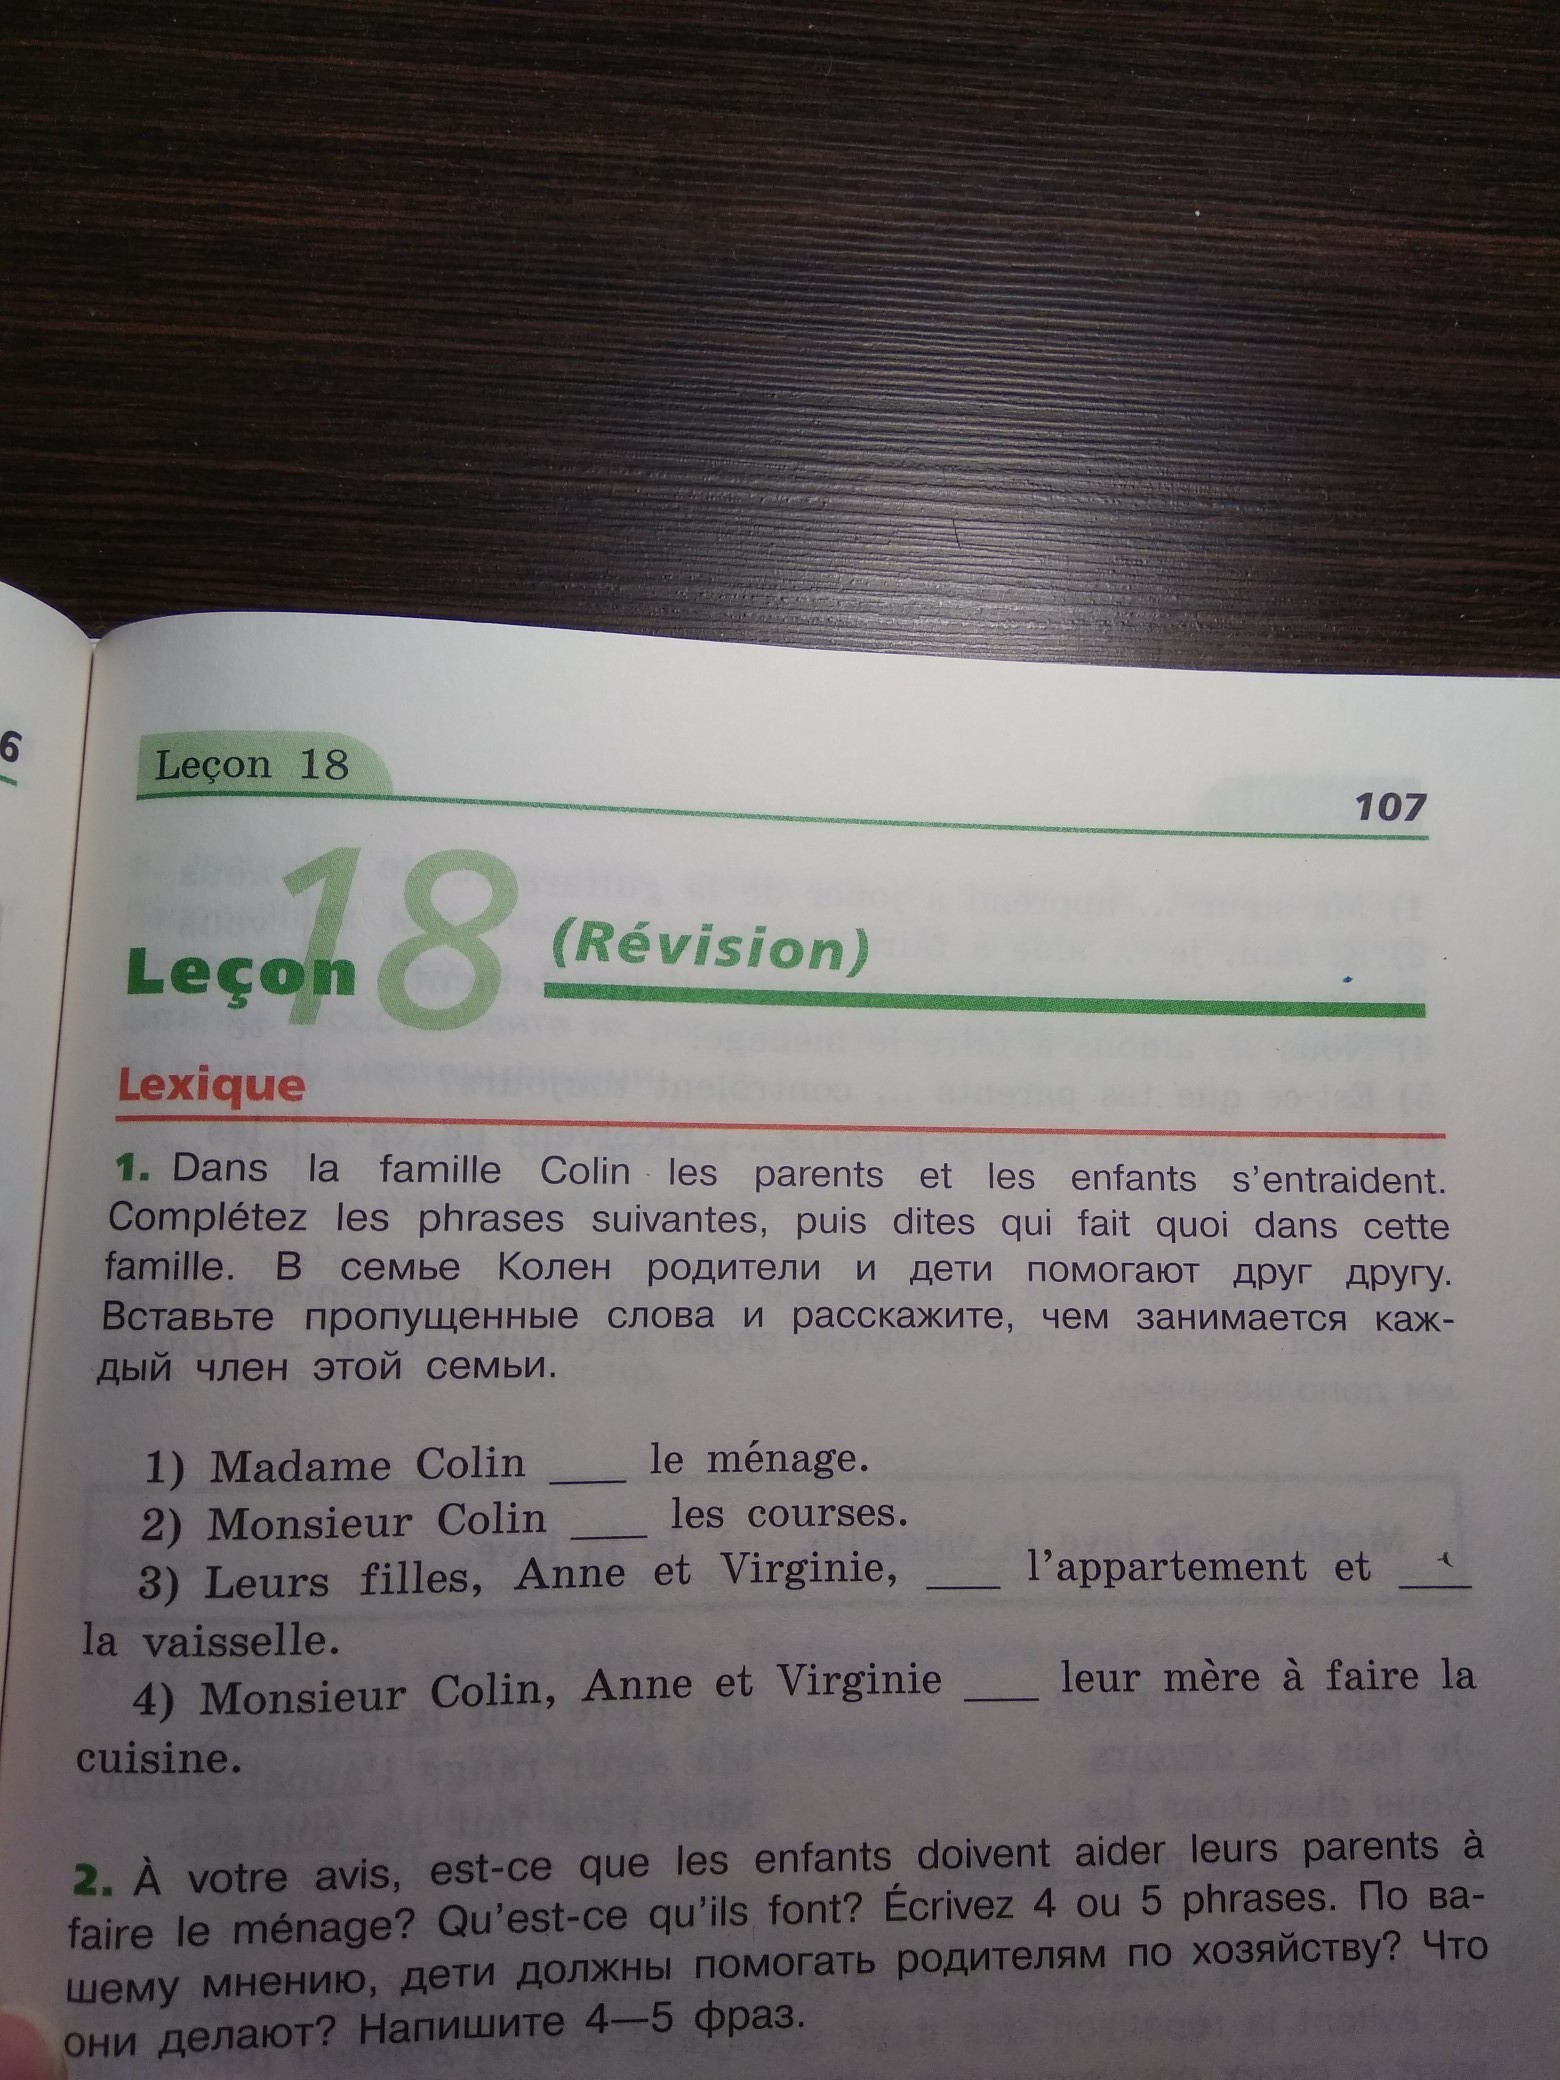 6
Leçon 18
107
Leçon 18 (Révision)
Lexique
1. Dans la famille Colin les parents et les enfants s'entraident.
Complétez les phrases suivantes, puis dites qui fait quoi dans cette
famille. В семье Колен родители и дети помогают друг другу.
Вставьте пропущенные слова и расскажите, чем занимается каж-
дый член этой семьи.
1) Madame Colin ___ le ménage.
2) Monsieur Colin ___ les courses.
3) Leurs filles, Anne et Virginie, ___ l'appartement et ___
la vaisselle.
4) Monsieur Colin, Anne et Virginie ___ leur mère à faire la
cuisine.
2. À votre avis, est-ce que les enfants doivent aider leurs parents à
faire le ménage? Qu'est-ce qu'ils font? Écrivez 4 ou 5 phrases. По ва-
шему мнению, дети должны помогать родителям по хозяйству? Что
они делают? Напишите 4—5 фраз.